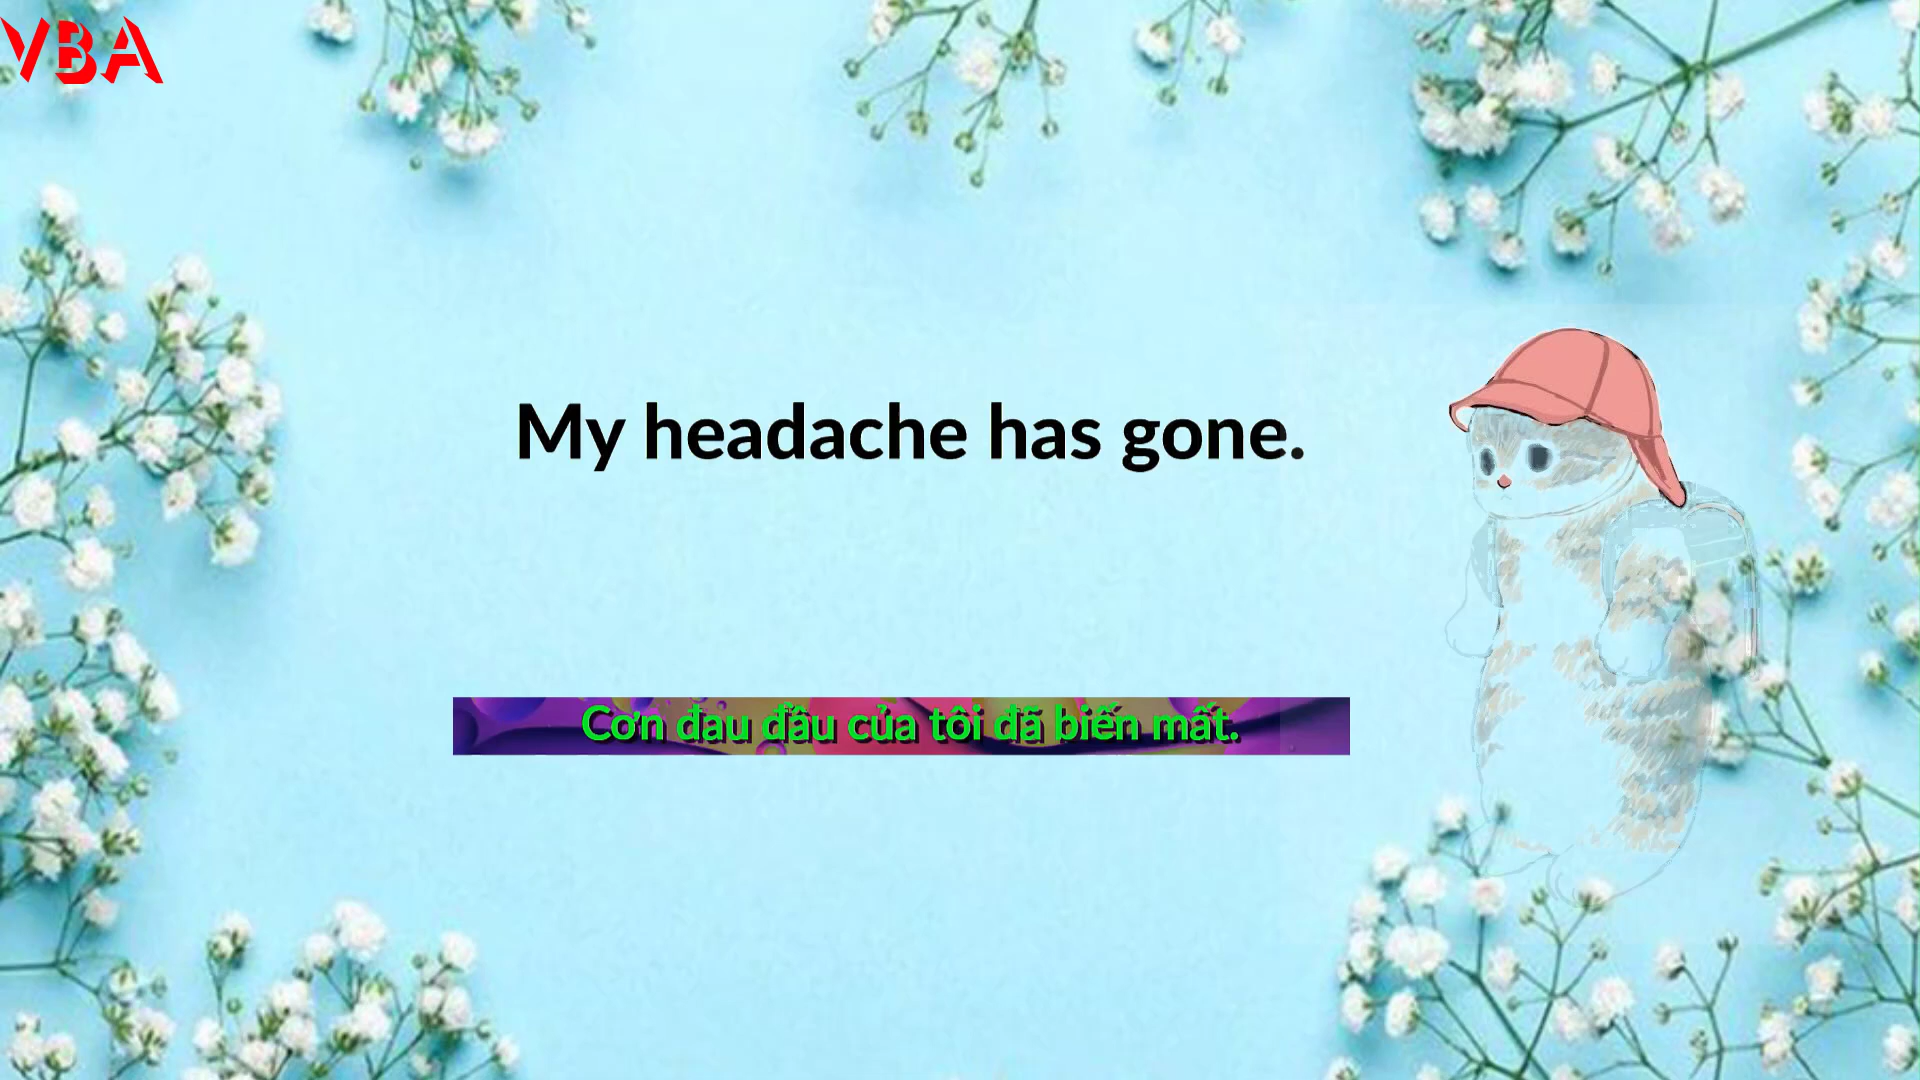 VBA
My headache has gone.
Cơn đau đầu của tôi đã biến mất.